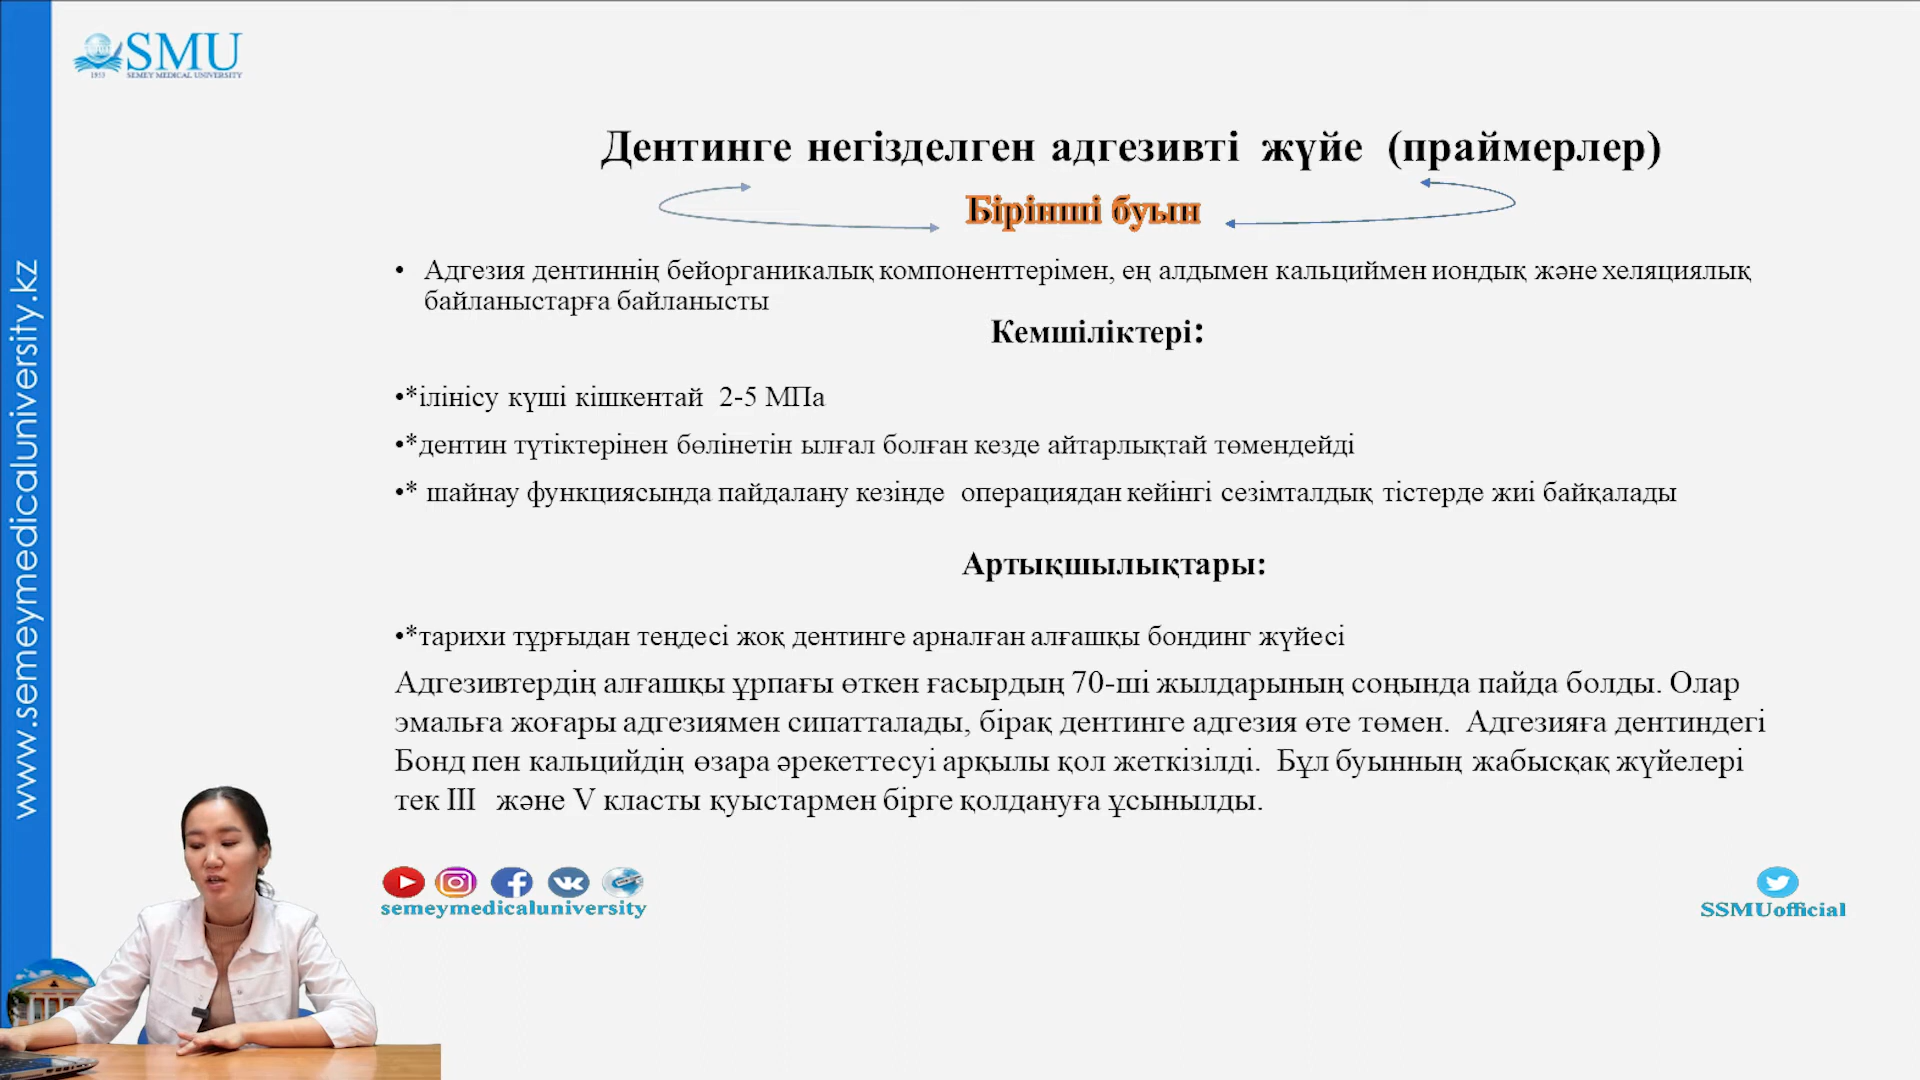 SMU
1953 SEMEY MEDICAL UNIVERSITY
www.semeymedicaluniversity.kz
Дентинге негізделген адгезивті жүйе (праймерлер)
Бірінші буын
• Адгезия дентиннің бейорганикалық компоненттерімен, ең алдымен кальциймен иондық және хеляциялық
байланыстарға байланысты
Кемшіліктері:
•*ілінісу күші кішкентай 2-5 МПа
•*дентин түтіктерінен бөлінетін ылғал болған кезде айтарлықтай төмендейді
•* шайнау функциясында пайдалану кезінде операциядан кейінгі сезімталдық тістерде жиі байқалады
Артықшылықтары:
•*тарихи тұрғыдан теңдесі жоқ дентинге арналған алғашқы бондинг жүйесі
Адгезивтердің алғашқы ұрпағы өткен ғасырдың 70-ші жылдарының соңында пайда болды. Олар
эмальға жоғары адгезиямен сипатталады, бірақ дентинге адгезия өте төмен. Адгезияға дентиндегі
Бонд пен кальцийдің өзара әрекеттесуі арқылы қол жеткізілді. Бұл буынның жабысқақ жүйелері
тек III және V класты қуыстармен бірге қолдануға ұсынылды.
semeymedicaluniversity
SSMUofficial